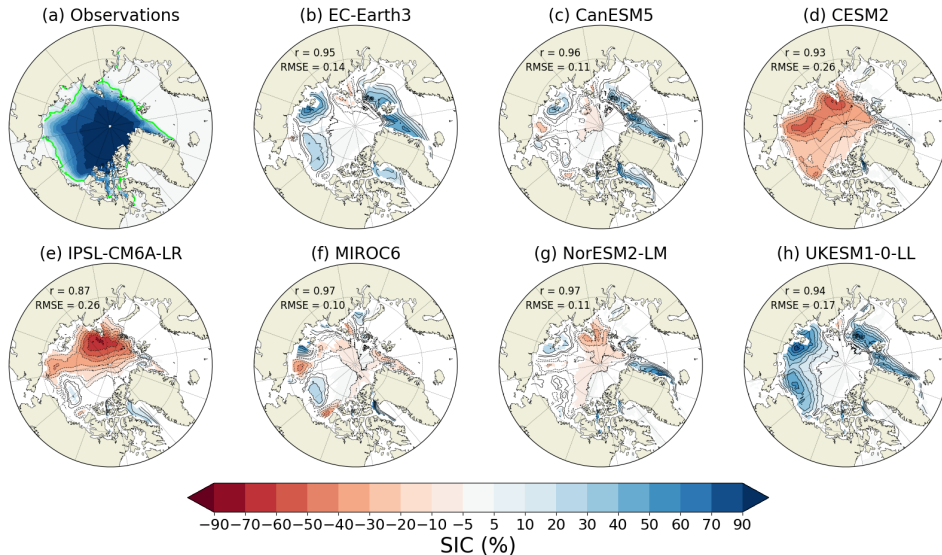 (a) Observations
(b) EC-Earth3
(c) CanESM5
(d) CESM2
r = 0.95
RMSE = 0.14
r = 0.96
RMSE = 0.11
r = 0.93
RMSE = 0.26
(e) IPSL-CM6A-LR
(f) MIROC6
(g) NorESM2-LM
(h) UKESM1-0-LL
r = 0.87
RMSE = 0.26
r = 0.97
RMSE = 0.10
r = 0.97
RMSE = 0.11
r = 0.94
RMSE = 0.17
−90 −70 −60 −50 −40 −30 −20 −10 −5 5 10 20 30 40 50 60 70 90
SIC (%)